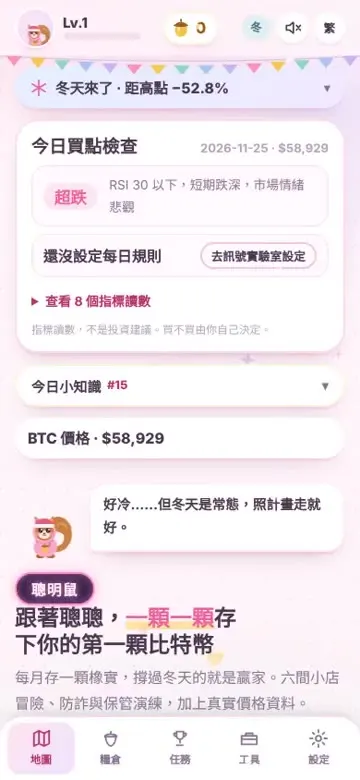 Lv.1
0
冬
繁
冬天來了 · 距高點 −52.8%
今日買點檢查
2026-11-25 · $58,929
超跌
RSI 30 以下，短期跌深，市場情緒
悲觀
還沒設定每日規則
去訊號實驗室設定
查看 8 個指標讀數
指標讀數，不是投資建議。買不買由你自己決定。
今日小知識 #15
BTC 價格 · $58,929
好冷……但冬天是常態，照計畫走就
好。
聰明鼠
跟著聰聰，一顆一顆存
下你的第一顆比特幣
每月存一顆橡實，撐過冬天的就是贏家。六間小店
冒險、防詐與保管演練，加上真實價格資料。
地圖
糧倉
任務
工具
設定